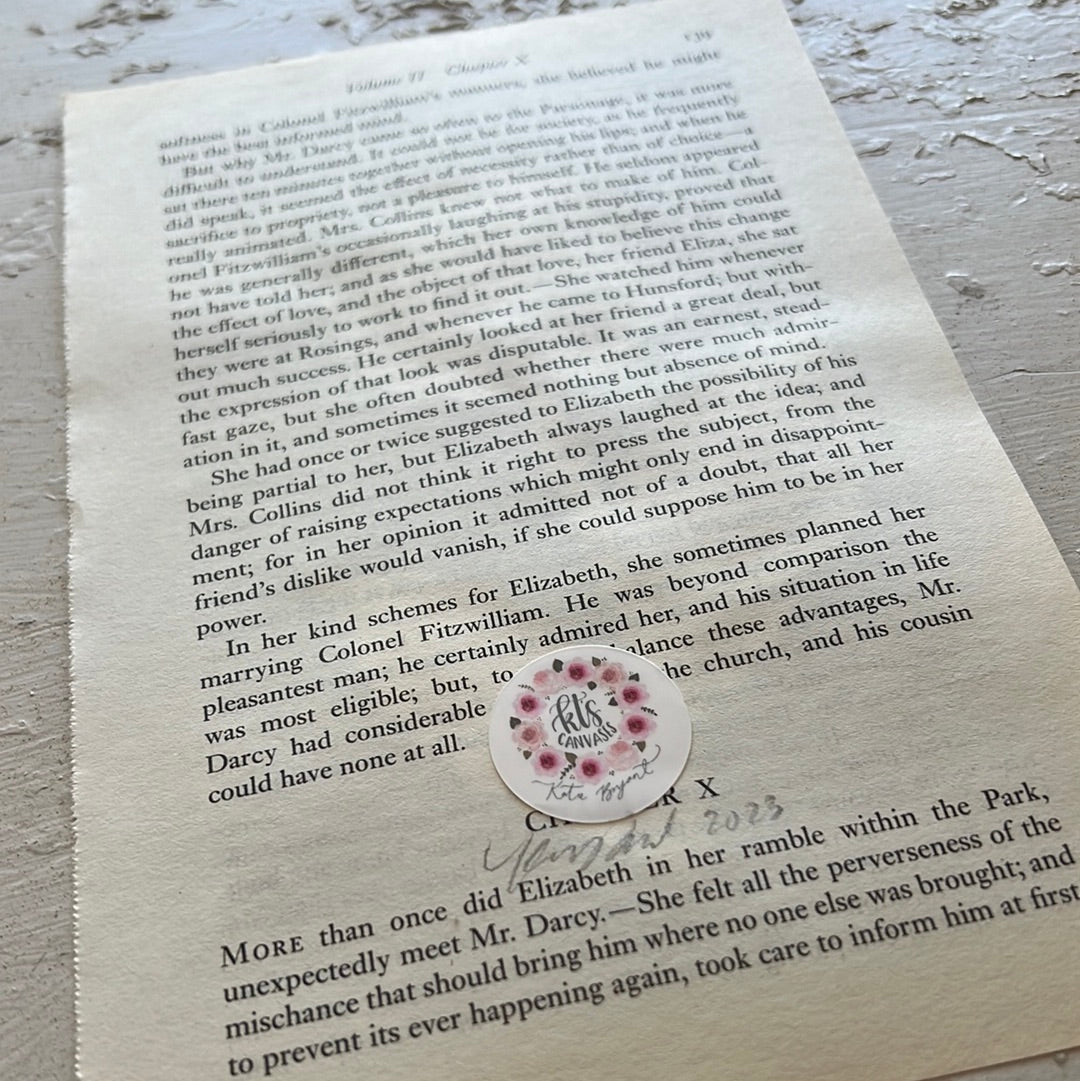 Volume II Chapter X 139
ousness in Colonel Fitzwilliam's manners, she believed he might
have the best informed mind.
But why Mr. Darcy came so often to the Parsonage, it was more
difficult to understand. It could not be for society, as he frequently
sat there ten minutes together without opening his lips; and when he
did speak, it seemed the effect of necessity rather than of choice—a
sacrifice to propriety, not a pleasure to himself. He seldom appeared
really animated. Mrs. Collins knew not what to make of him. Col-
onel Fitzwilliam's occasionally laughing at his stupidity, proved that
he was generally different, which her own knowledge of him could
not have told her; and as she would have liked to believe this change
the effect of love, and the object of that love, her friend Eliza, she sat
herself seriously to work to find it out.—She watched him whenever
they were at Rosings, and whenever he came to Hunsford; but with-
out much success. He certainly looked at her friend a great deal, but
the expression of that look was disputable. It was an earnest, stead-
fast gaze, but she often doubted whether there were much admir-
ation in it, and sometimes it seemed nothing but absence of mind.
She had once or twice suggested to Elizabeth the possibility of his
being partial to her, but Elizabeth always laughed at the idea; and
Mrs. Collins did not think it right to press the subject, from the
danger of raising expectations which might only end in disappoint-
ment; for in her opinion it admitted not of a doubt, that all her
friend's dislike would vanish, if she could suppose him to be in her
power.
In her kind schemes for Elizabeth, she sometimes planned her
marrying Colonel Fitzwilliam. He was beyond comparison the
pleasantest man; he certainly admired her, and his situation in life
was most eligible; but, to alance these advantages, Mr.
Darcy had considerable he church, and his cousin
could have none at all.
kt's
CANVASES
Kate Bryant
CH ER X
2023
MORE than once did Elizabeth in her ramble within the Park,
unexpectedly meet Mr. Darcy.—She felt all the perverseness of the
mischance that should bring him where no one else was brought; and
to prevent its ever happening again, took care to inform him at first